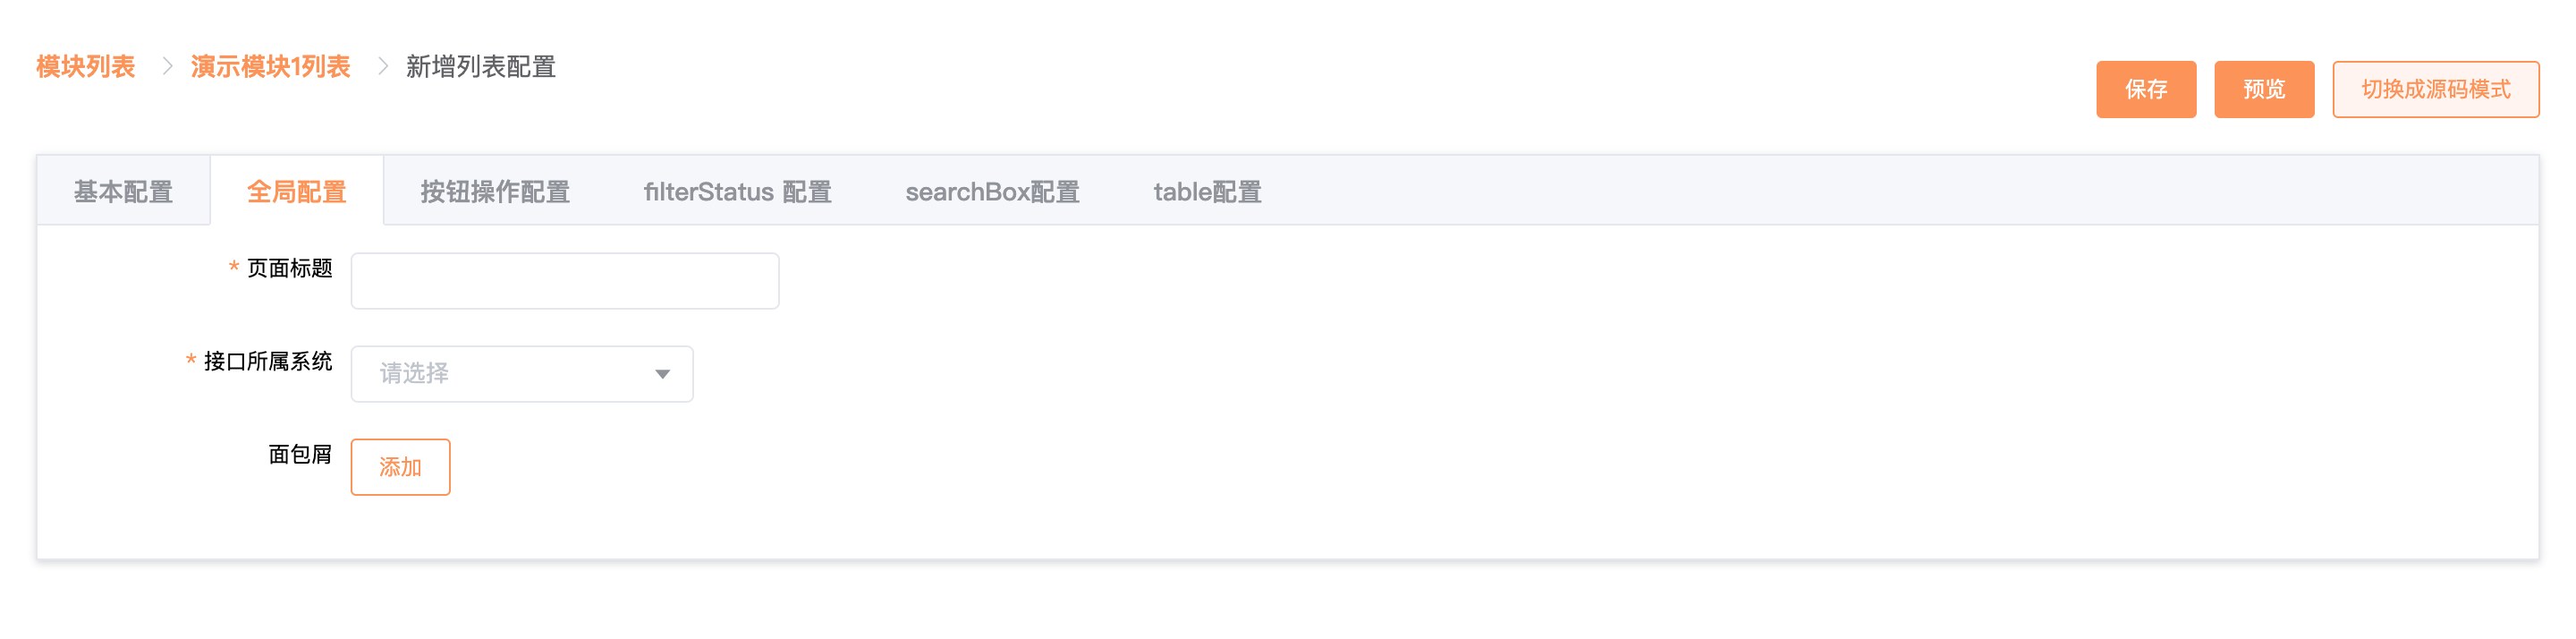 模块列表 > 演示模块1列表 > 新增列表配置
保存 预览 切换成源码模式
基本配置 全局配置 按钮操作配置 filterStatus 配置 searchBox配置 table配置
* 页面标题
* 接口所属系统 请选择
面包屑 添加